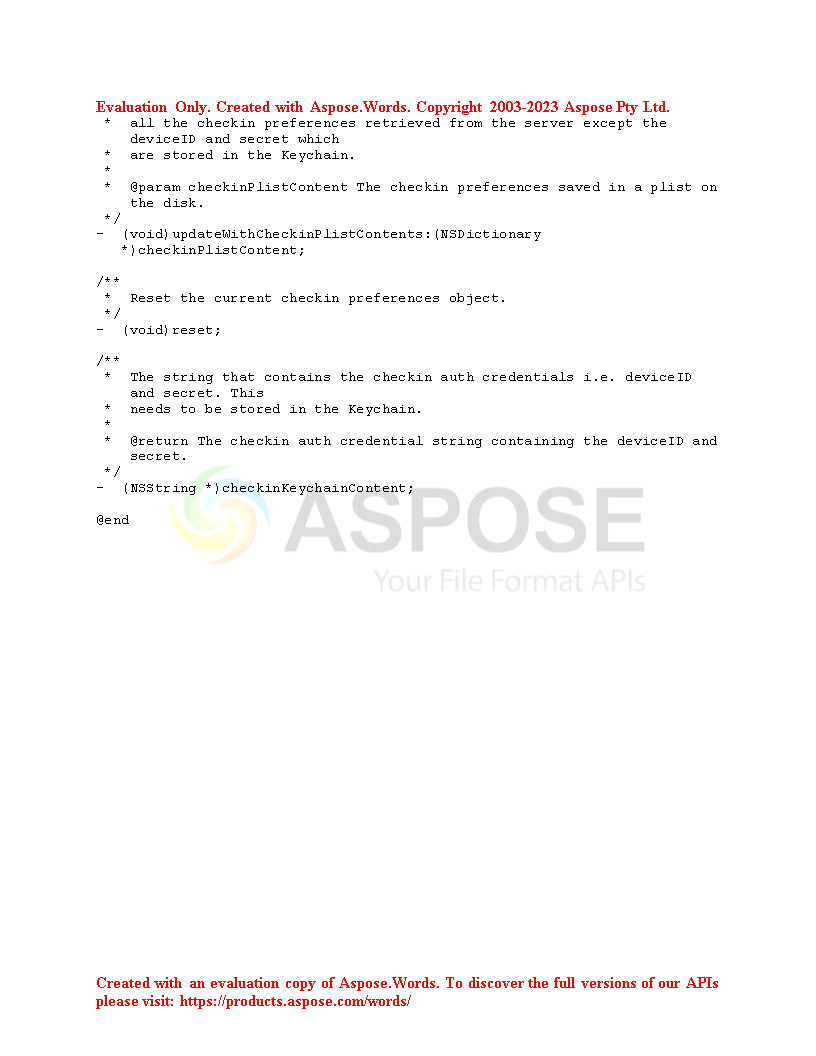 Evaluation Only. Created with Aspose.Words. Copyright 2003-2023 Aspose Pty Ltd.
 *  all the checkin preferences retrieved from the server except the
    deviceID and secret which
 *  are stored in the Keychain.
 *
 *  @param checkinPlistContent The checkin preferences saved in a plist on
    the disk.
 */
-  (void)updateWithCheckinPlistContents:(NSDictionary
   *)checkinPlistContent;

/**
 *  Reset the current checkin preferences object.
 */
-  (void)reset;

/**
 *  The string that contains the checkin auth credentials i.e. deviceID
    and secret. This
 *  needs to be stored in the Keychain.
 *
 *  @return The checkin auth credential string containing the deviceID and
    secret.
 */
-  (NSString *)checkinKeychainContent;

@end
ASPOSE
Your File Format APIs
Created with an evaluation copy of Aspose.Words. To discover the full versions of our APIs
please visit: https://products.aspose.com/words/